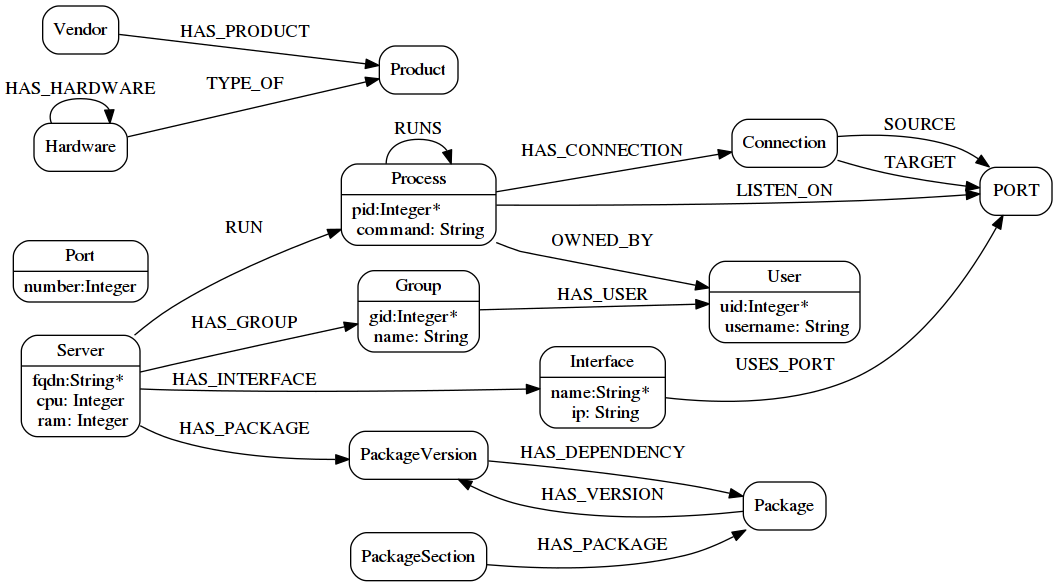 Vendor
HAS_PRODUCT
Product
HAS_HARDWARE
TYPE_OF
Hardware
RUNS
Process
pid:Integer*
command: String
HAS_CONNECTION
Connection
SOURCE
TARGET
PORT
LISTEN_ON
RUN
OWNED_BY
Port
number:Integer
Group
gid:Integer*
name: String
HAS_USER
User
uid:Integer*
username: String
HAS_GROUP
Server
fqdn:String*
cpu: Integer
ram: Integer
HAS_INTERFACE
Interface
name:String*
ip: String
USES_PORT
HAS_PACKAGE
PackageVersion
HAS_DEPENDENCY
HAS_VERSION
Package
PackageSection
HAS_PACKAGE